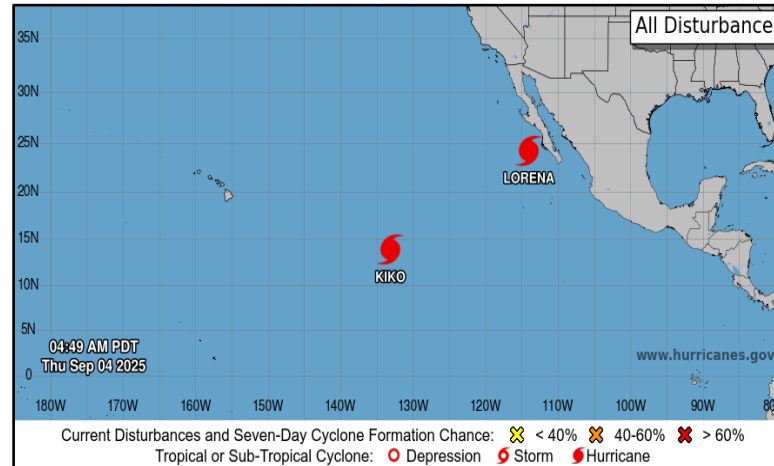 All Disturbance
35N
30N
25N
LORENA
20N
15N
KIKO
10N
5N
04:49 AM PDT
Thu Sep 04 2025
www.hurricanes.gov
0
180W 170W 160W 150W 140W 130W 120W 110W 100W 90W 80
Current Disturbances and Seven-Day Cyclone Formation Chance: < 40% 40-60% > 60%
Tropical or Sub-Tropical Cyclone: Depression Storm Hurricane